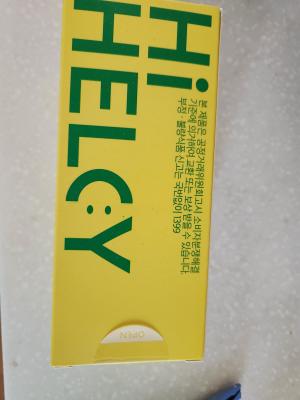 Hi
HELCY
본 제품은 공정거래위원회고시 소비자분쟁해결
기준에 의거하여 교환 또는 보상 받을 수 있습니다.
부정·불량식품 신고는 국번없이 1399
OPEN